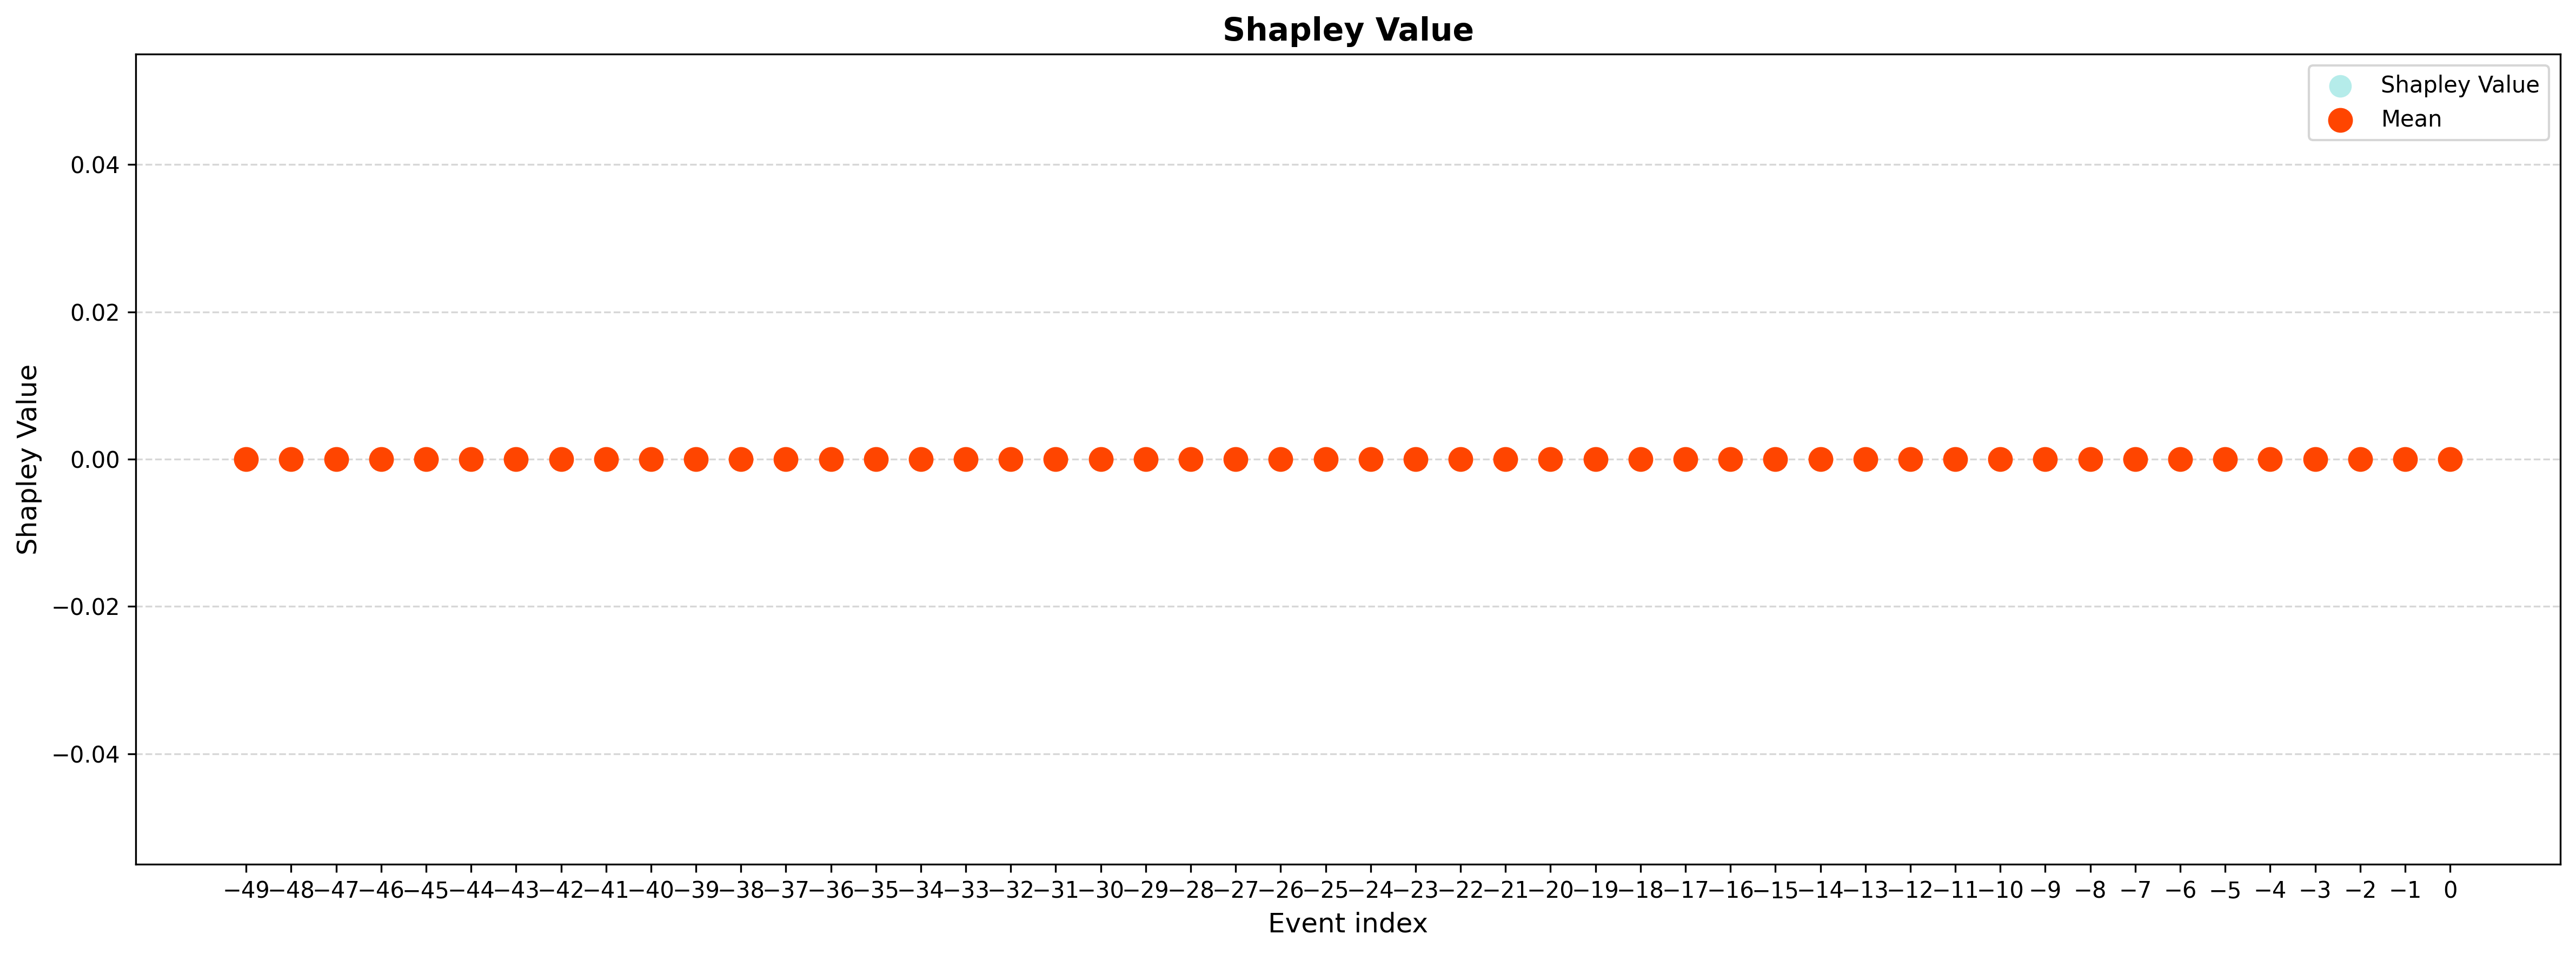 Shapley Value
Shapley Value
Mean
0.04
0.02
0.00
−0.02
−0.04
Shapley Value
−49 −48 −47 −46 −45 −44 −43 −42 −41 −40 −39 −38 −37 −36 −35 −34 −33 −32 −31 −30 −29 −28 −27 −26 −25 −24 −23 −22 −21 −20 −19 −18 −17 −16 −15 −14 −13 −12 −11 −10 −9 −8 −7 −6 −5 −4 −3 −2 −1 0
Event index